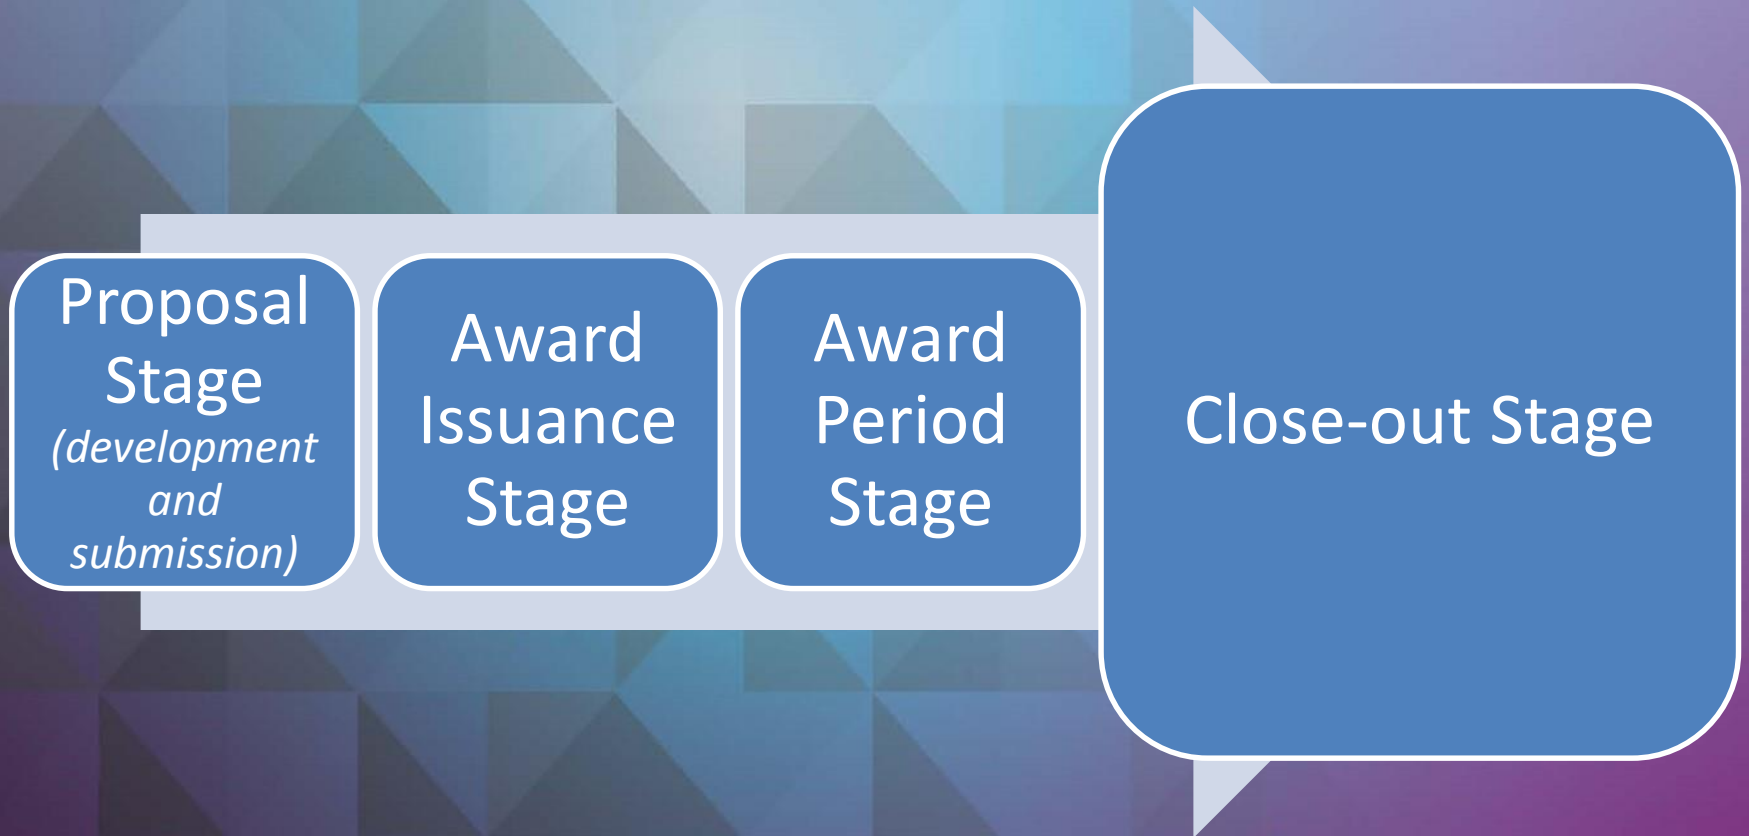 Proposal
Stage
(development
and
submission)
Award
Issuance
Stage
Award
Period
Stage
Close-out Stage